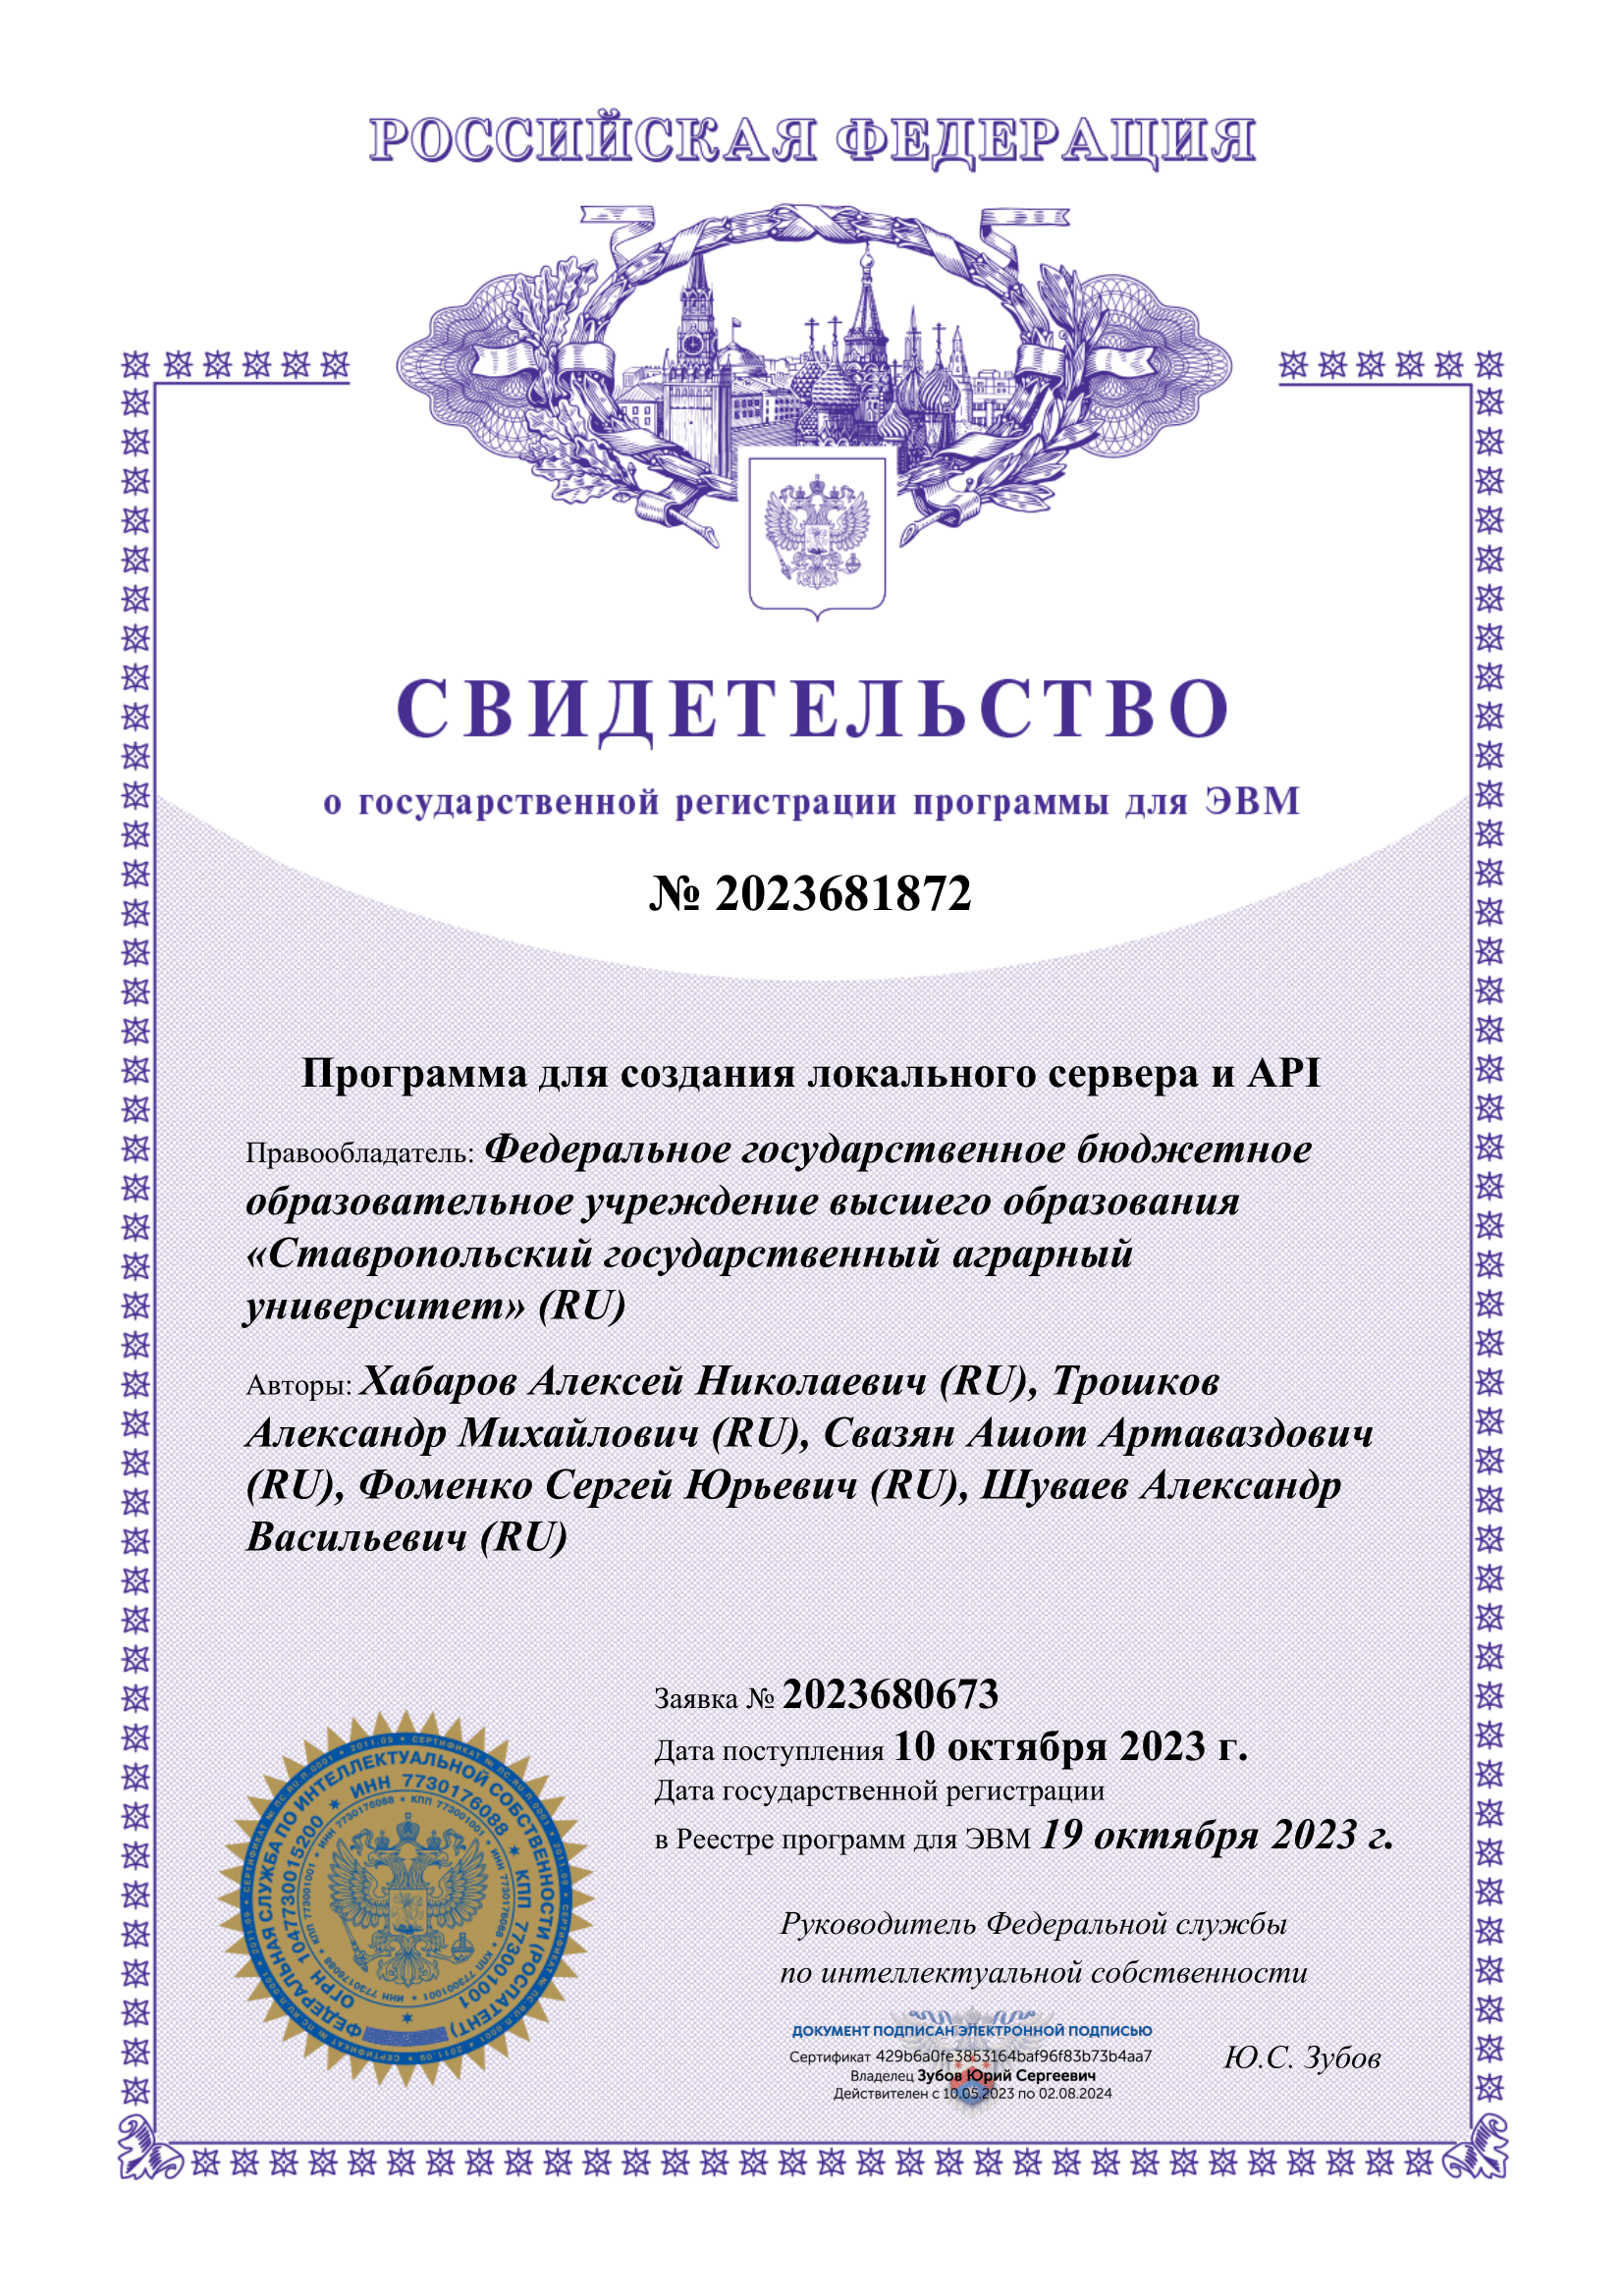 РОССИЙСКАЯ ФЕДЕРАЦИЯ
СВИДЕТЕЛЬСТВО
о государственной регистрации программы для ЭВМ
№ 2023681872
Программа для создания локального сервера и API
Правообладатель: Федеральное государственное бюджетное
образовательное учреждение высшего образования
«Ставропольский государственный аграрный
университет» (RU)
Авторы: Хабаров Алексей Николаевич (RU), Трошков
Александр Михайлович (RU), Свазян Ашот Артаваздович
(RU), Фоменко Сергей Юрьевич (RU), Шуваев Александр
Васильевич (RU)
Заявка № 2023680673
Дата поступления 10 октября 2023 г.
Дата государственной регистрации
в Реестре программ для ЭВМ 19 октября 2023 г.
Руководитель Федеральной службы
по интеллектуальной собственности
ДОКУМЕНТ ПОДПИСАН ЭЛЕКТРОННОЙ ПОДПИСЬЮ
Сертификат 429b6a0fe3853164baf96f83b73b4aa7
Владелец Зубов Юрий Сергеевич
Действителен с 10.05.2023 по 02.08.2024
Ю.С. Зубов
ФЕДЕРАЛЬНАЯ СЛУЖБА ПО ИНТЕЛЛЕКТУАЛЬНОЙ СОБСТВЕННОСТИ (РОСПАТЕНТ)
ОГРН 1047730015200 * ИНН 7730176088 * КПП 773001001 *